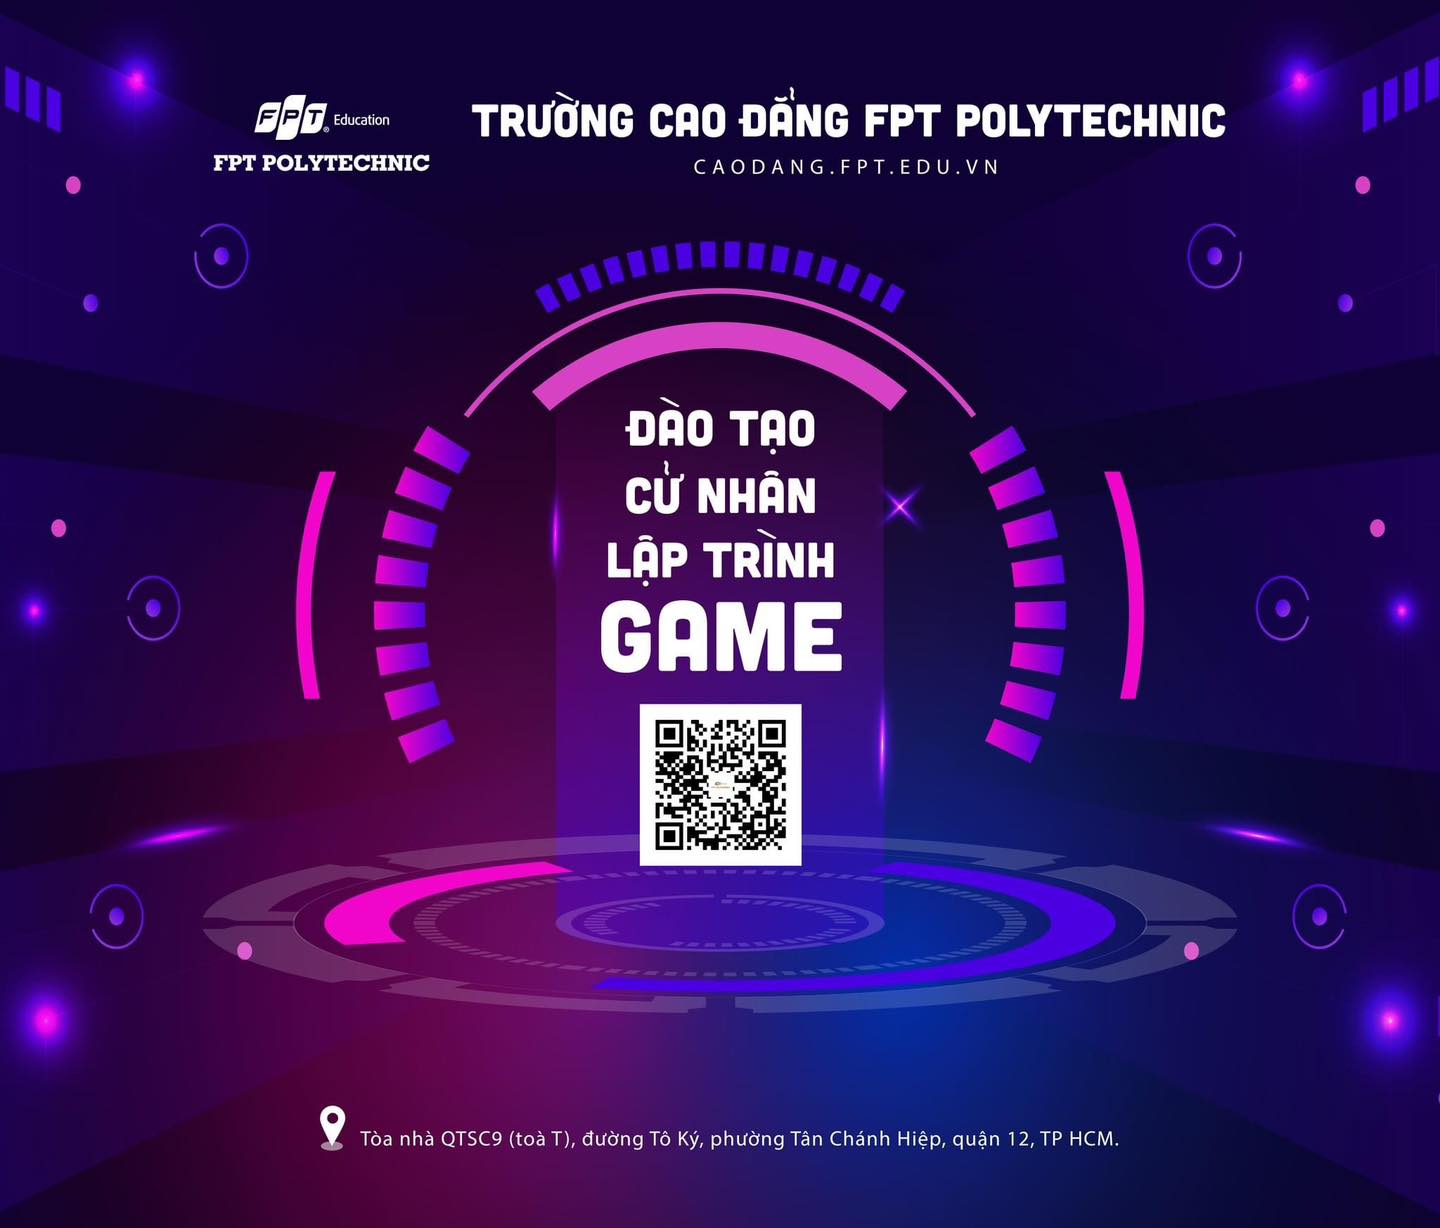 FPT Education
FPT POLYTECHNIC
TRƯỜNG CAO ĐẲNG FPT POLYTECHNIC
CAODANG.FPT.EDU.VN
ĐÀO TẠO
CỬ NHÂN
LẬP TRÌNH
GAME
Tòa nhà QTSC9 (toà T), đường Tô Ký, phường Tân Chánh Hiệp, quận 12, TP HCM.